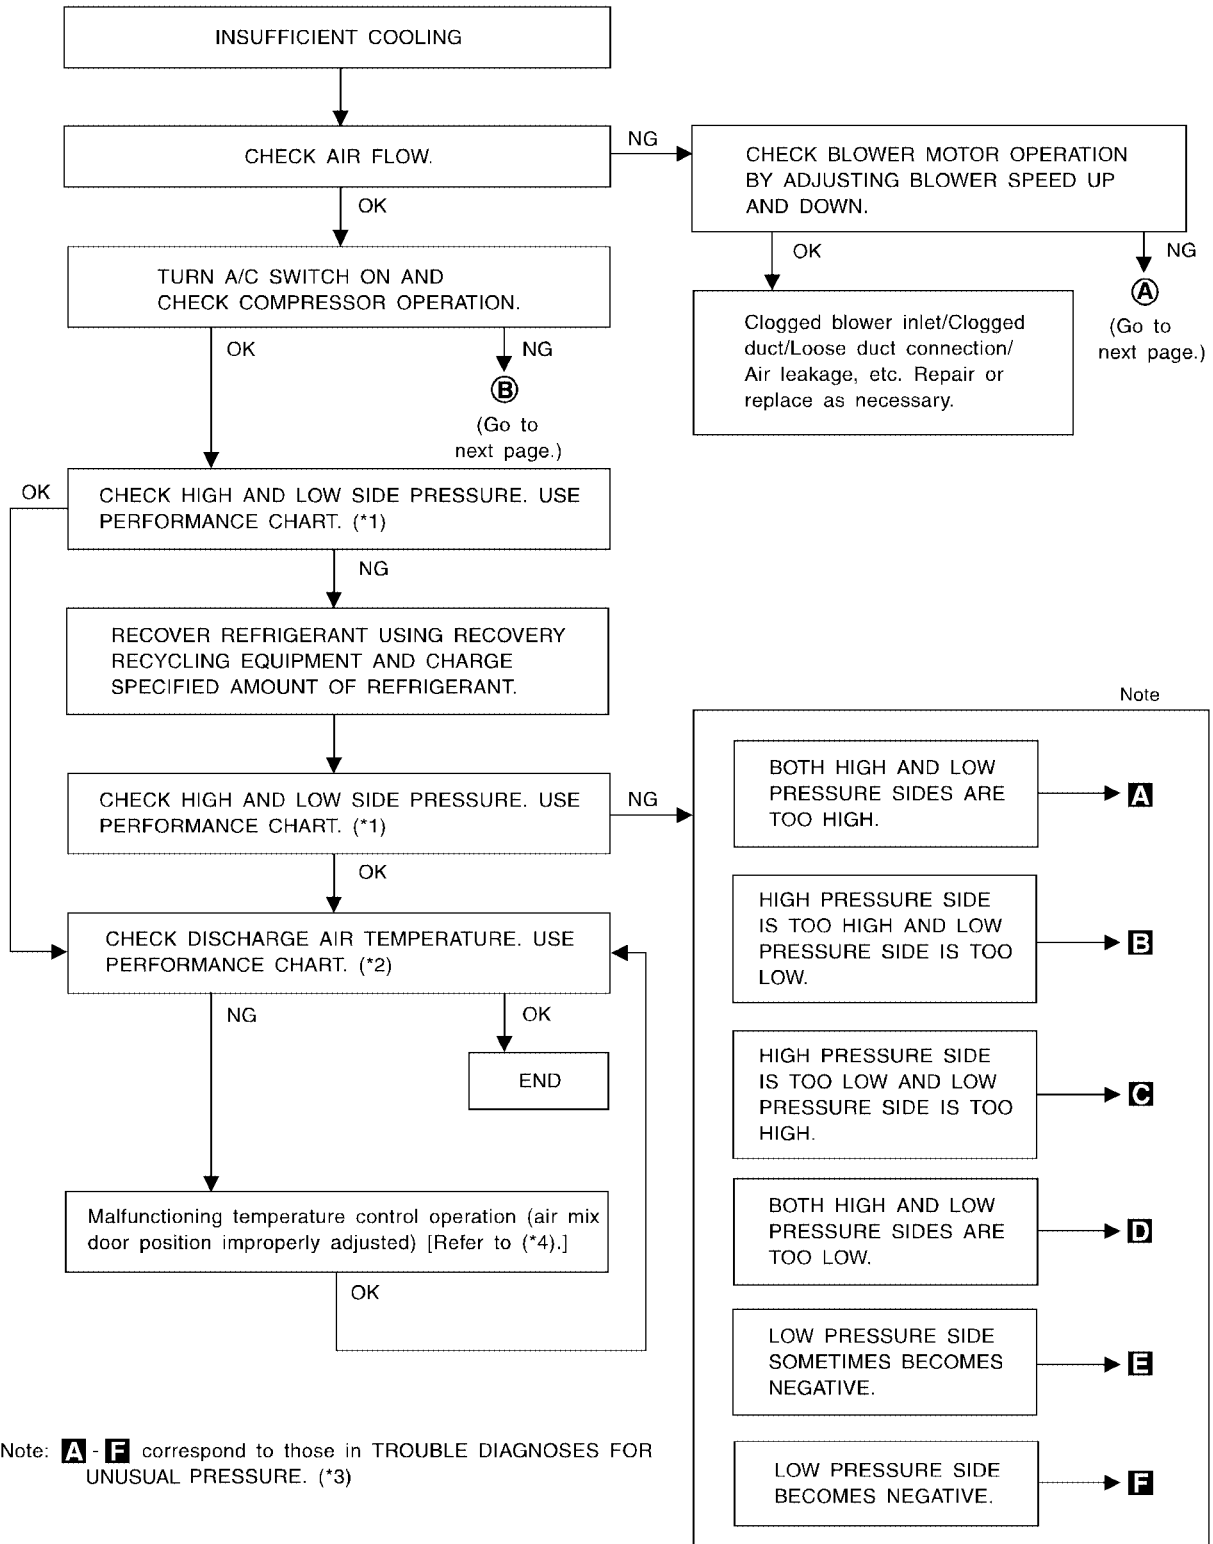 INSUFFICIENT COOLING
CHECK AIR FLOW.
NG
CHECK BLOWER MOTOR OPERATION
BY ADJUSTING BLOWER SPEED UP
AND DOWN.
OK
OK
NG
TURN A/C SWITCH ON AND
CHECK COMPRESSOR OPERATION.
A
(Go to
next page.)
Clogged blower inlet/Clogged
duct/Loose duct connection/
Air leakage, etc. Repair or
replace as necessary.
OK
NG
B
(Go to
next page.)
OK
CHECK HIGH AND LOW SIDE PRESSURE. USE
PERFORMANCE CHART. (*1)
NG
RECOVER REFRIGERANT USING RECOVERY
RECYCLING EQUIPMENT AND CHARGE
SPECIFIED AMOUNT OF REFRIGERANT.
CHECK HIGH AND LOW SIDE PRESSURE. USE
PERFORMANCE CHART. (*1)
NG
OK
CHECK DISCHARGE AIR TEMPERATURE. USE
PERFORMANCE CHART. (*2)
NG
OK
END
Malfunctioning temperature control operation (air mix
door position improperly adjusted) [Refer to (*4).]
OK
Note
BOTH HIGH AND LOW
PRESSURE SIDES ARE
TOO HIGH.
A
HIGH PRESSURE SIDE
IS TOO HIGH AND LOW
PRESSURE SIDE IS TOO
LOW.
B
HIGH PRESSURE SIDE
IS TOO LOW AND LOW
PRESSURE SIDE IS TOO
HIGH.
C
BOTH HIGH AND LOW
PRESSURE SIDES ARE
TOO LOW.
D
LOW PRESSURE SIDE
SOMETIMES BECOMES
NEGATIVE.
E
LOW PRESSURE SIDE
BECOMES NEGATIVE.
F
Note: A - F correspond to those in TROUBLE DIAGNOSES FOR
UNUSUAL PRESSURE. (*3)